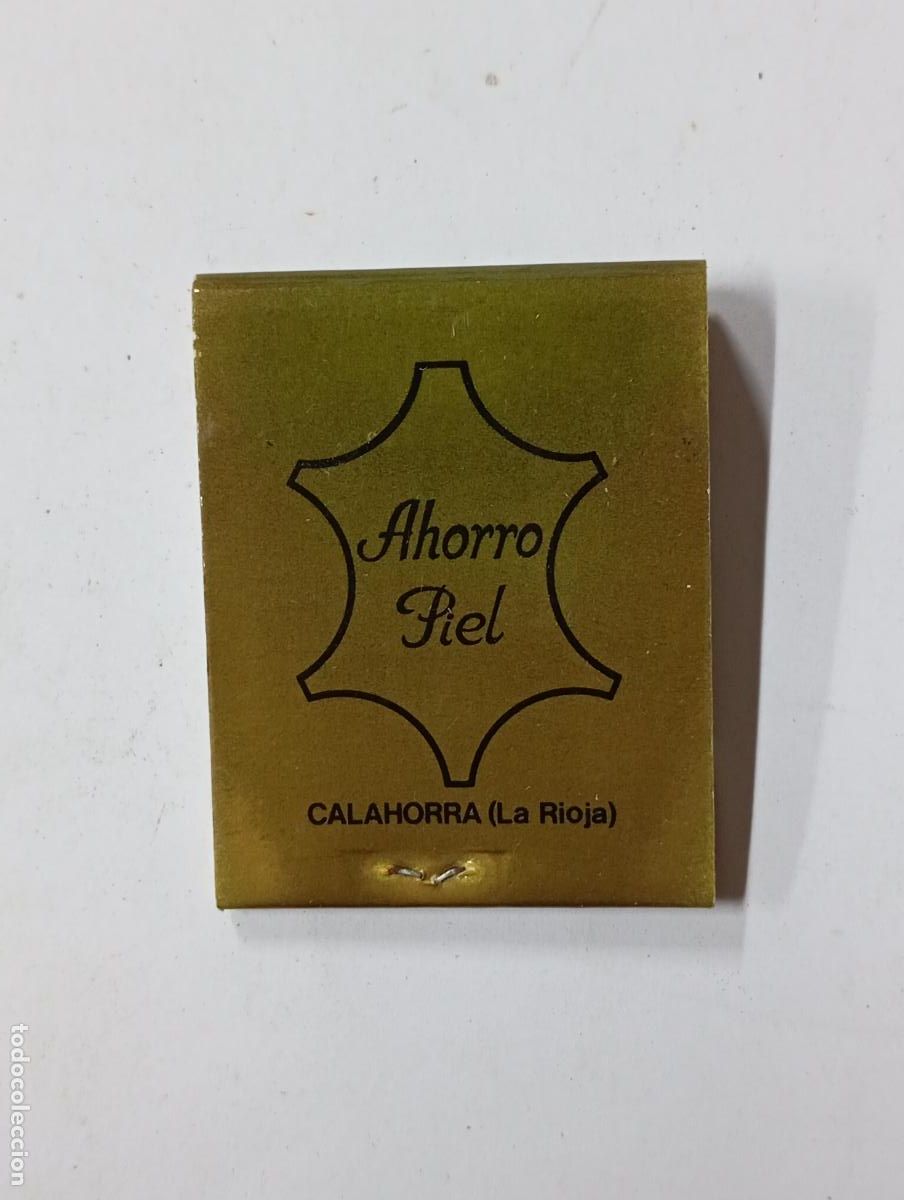 Ahorro
Piel
CALAHORRA (La Rioja)
todocoleccion